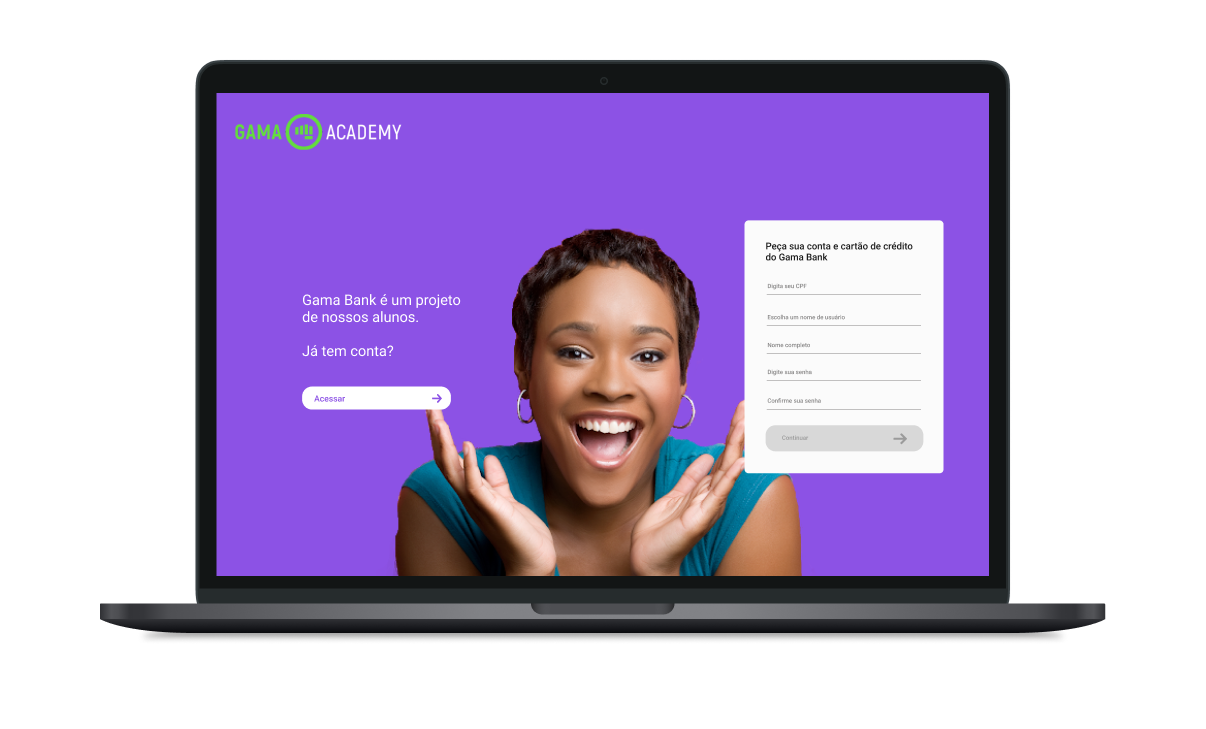 GAMA ACADEMY
Gama Bank é um projeto
de nossos alunos.
Já tem conta?
Acessar
Peça sua conta e cartão de crédito
do Gama Bank
Digite seu CPF
Escolha um nome de usuário
Nome completo
Digite sua senha
Confirme sua senha
Continuar